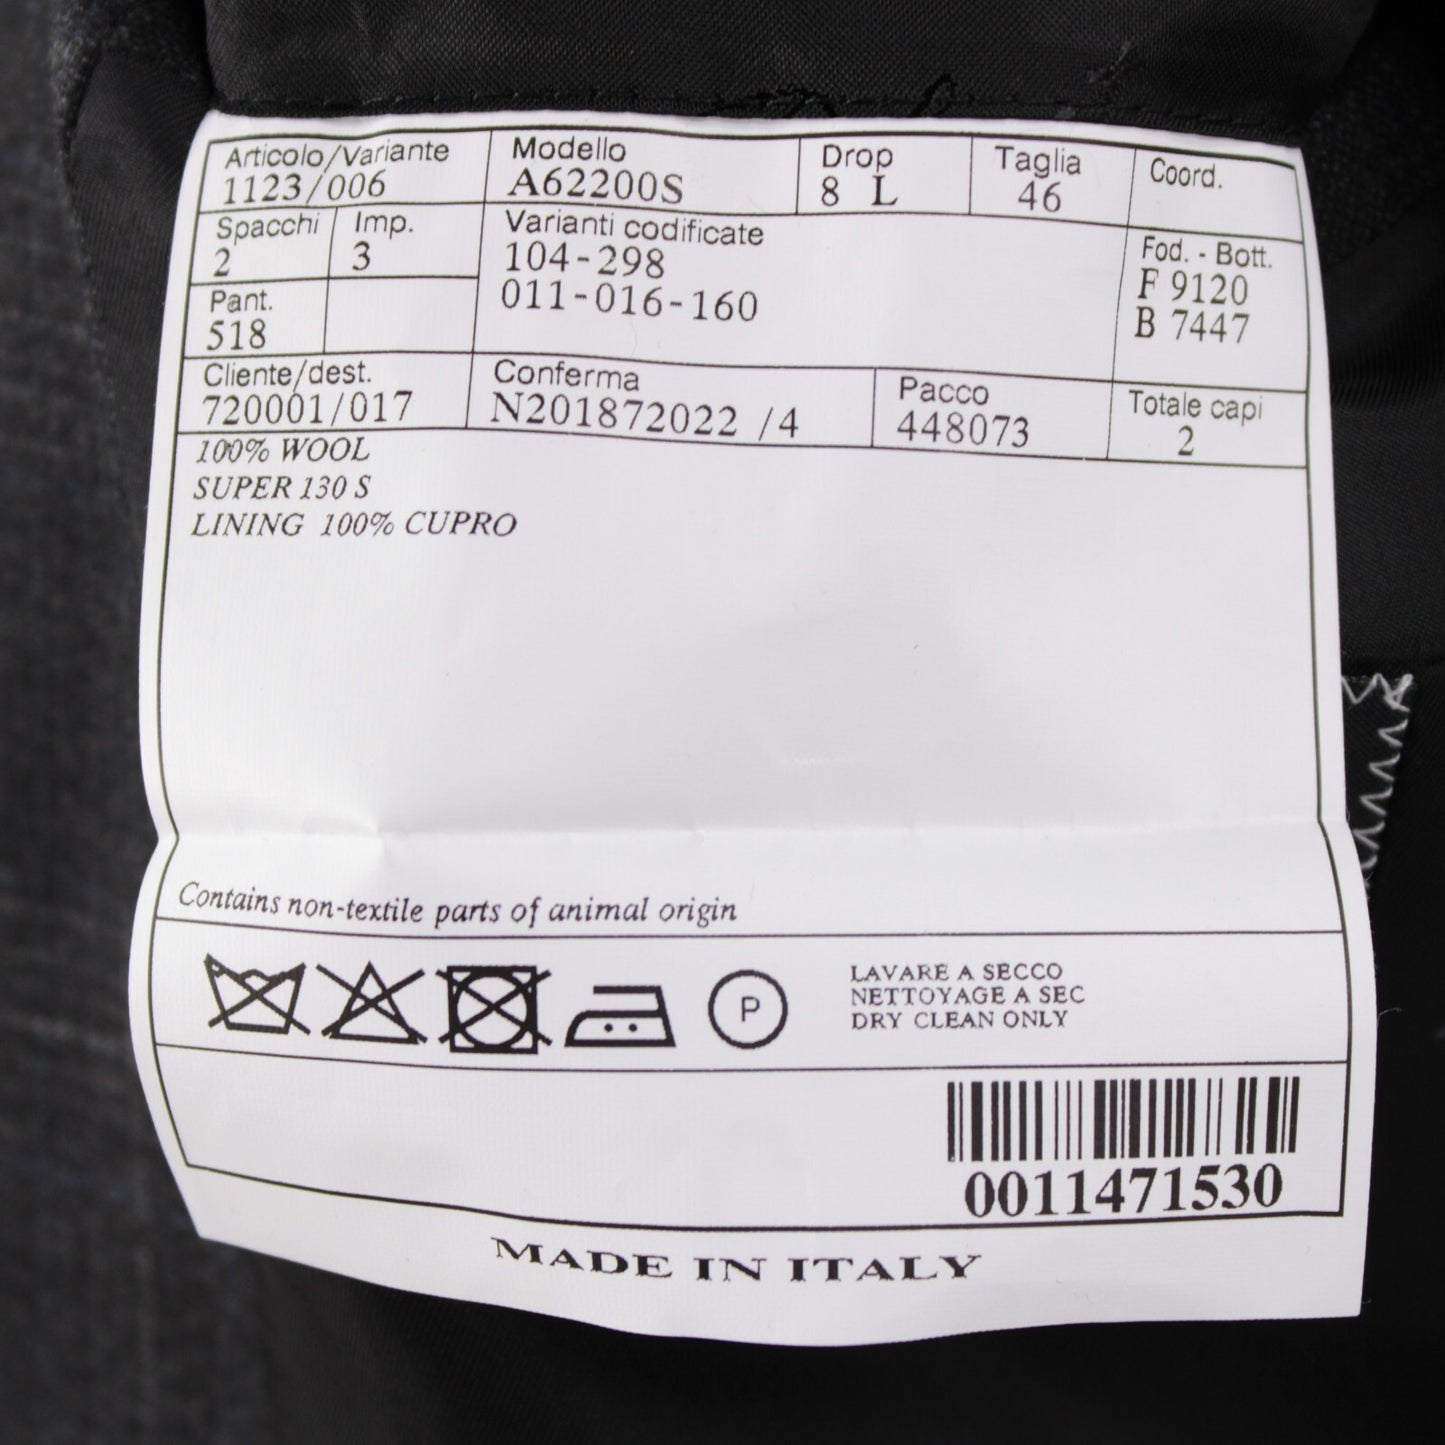 Articolo/Variante Modello Drop Taglia Coord.
1123/006 A62200S 8 L 46
Spacchi Imp. Varianti codificate Fod. - Bott.
2 3 104-298 F 9120
Pant. 011-016-160 B 7447
518
Cliente/dest. Conferma Pacco Totale capi
720001/017 N201872022 /4 448073 2
100% WOOL
SUPER 130 S
LINING 100% CUPRO
Contains non-textile parts of animal origin
P
LAVARE A SECCO
NETTOYAGE A SEC
DRY CLEAN ONLY
0011471530
MADE IN ITALY